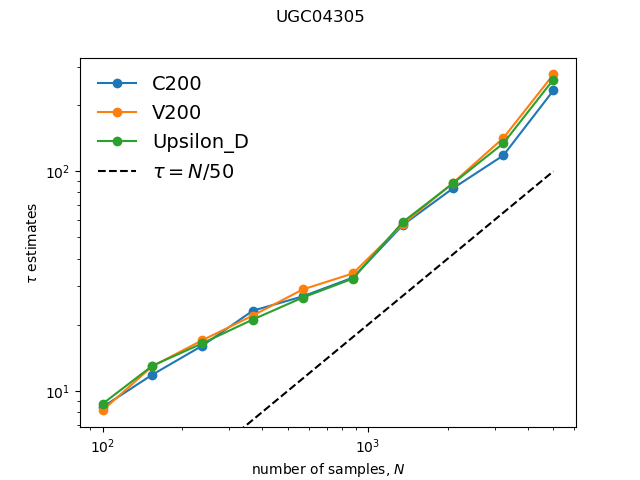 UGC04305
C200
V200
Upsilon_D
τ = N/50
10²
10¹
τ estimates
10²
10³
number of samples, N